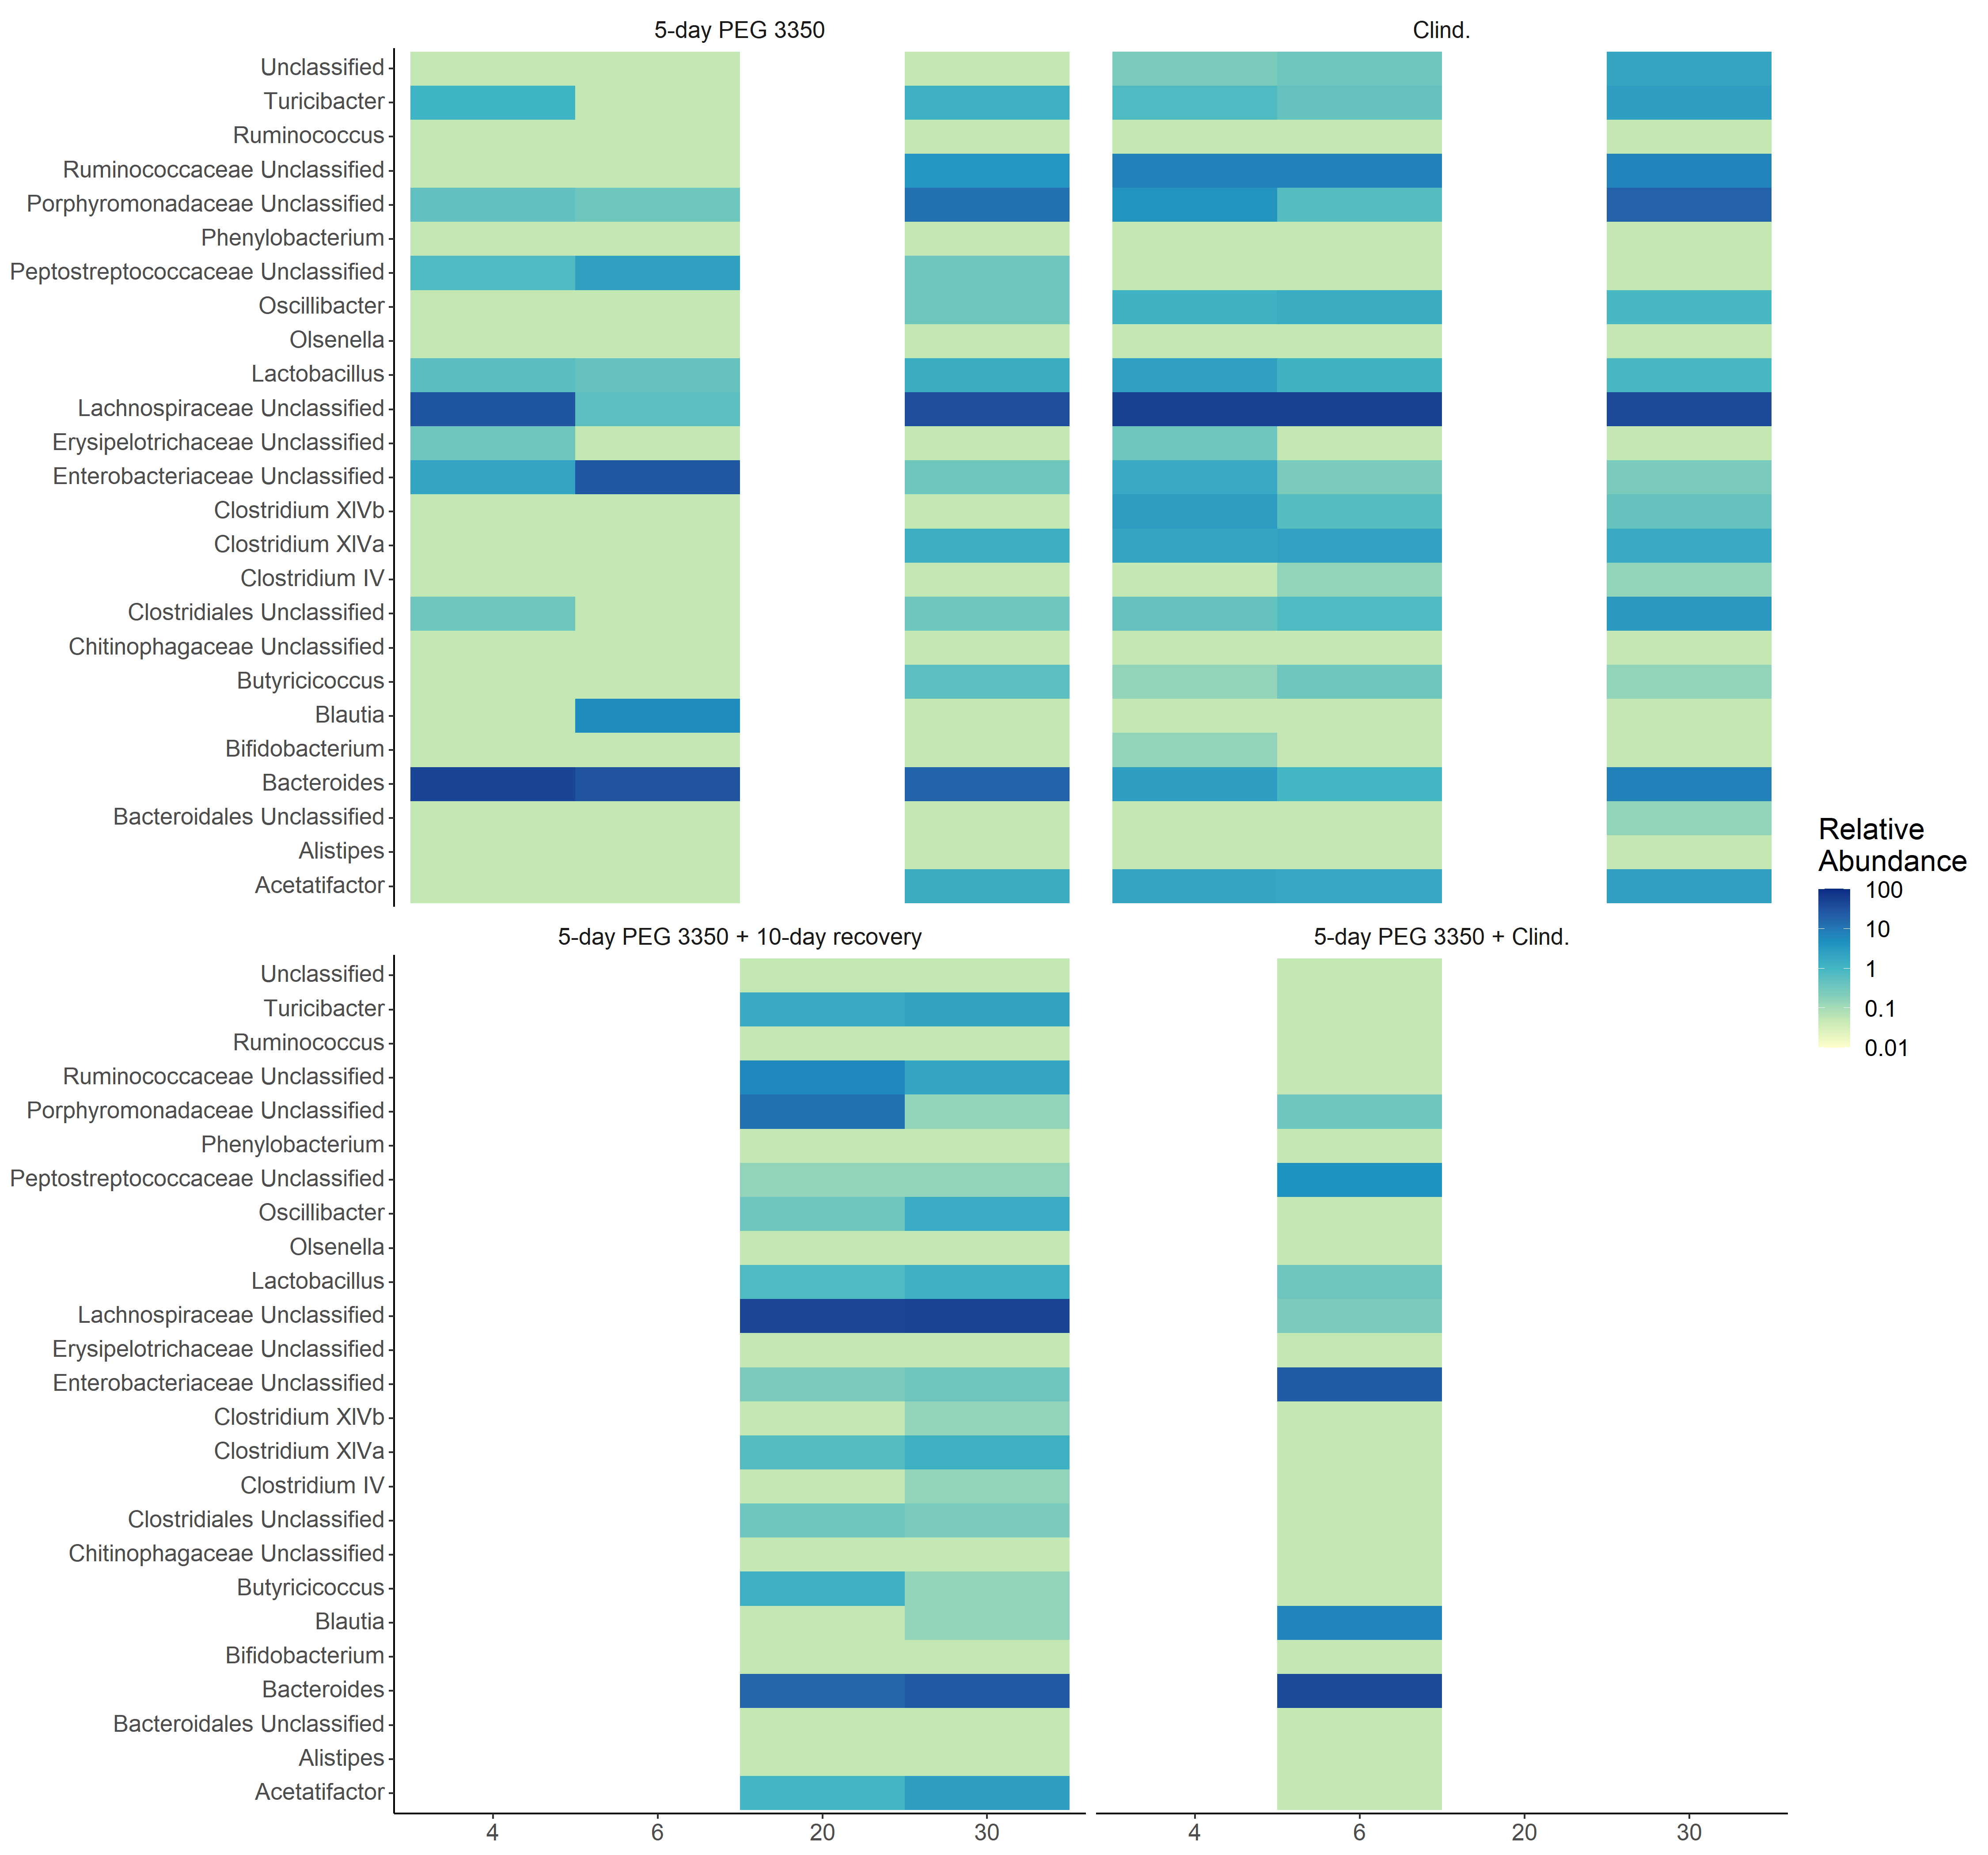 5-day PEG 3350
Clind.
Unclassified
Turicibacter
Ruminococcus
Ruminococcaceae Unclassified
Porphyromonadaceae Unclassified
Phenylobacterium
Peptostreptococcaceae Unclassified
Oscillibacter
Olsenella
Lactobacillus
Lachnospiraceae Unclassified
Erysipelotrichaceae Unclassified
Enterobacteriaceae Unclassified
Clostridium XlVb
Clostridium XlVa
Clostridium IV
Clostridiales Unclassified
Chitinophagaceae Unclassified
Butyricicoccus
Blautia
Bifidobacterium
Bacteroides
Bacteroidales Unclassified
Alistipes
Acetatifactor
Relative
Abundance
100
10
1
0.1
0.01
5-day PEG 3350 + 10-day recovery
5-day PEG 3350 + Clind.
Unclassified
Turicibacter
Ruminococcus
Ruminococcaceae Unclassified
Porphyromonadaceae Unclassified
Phenylobacterium
Peptostreptococcaceae Unclassified
Oscillibacter
Olsenella
Lactobacillus
Lachnospiraceae Unclassified
Erysipelotrichaceae Unclassified
Enterobacteriaceae Unclassified
Clostridium XlVb
Clostridium XlVa
Clostridium IV
Clostridiales Unclassified
Chitinophagaceae Unclassified
Butyricicoccus
Blautia
Bifidobacterium
Bacteroides
Bacteroidales Unclassified
Alistipes
Acetatifactor
4 6 20 30
4 6 20 30